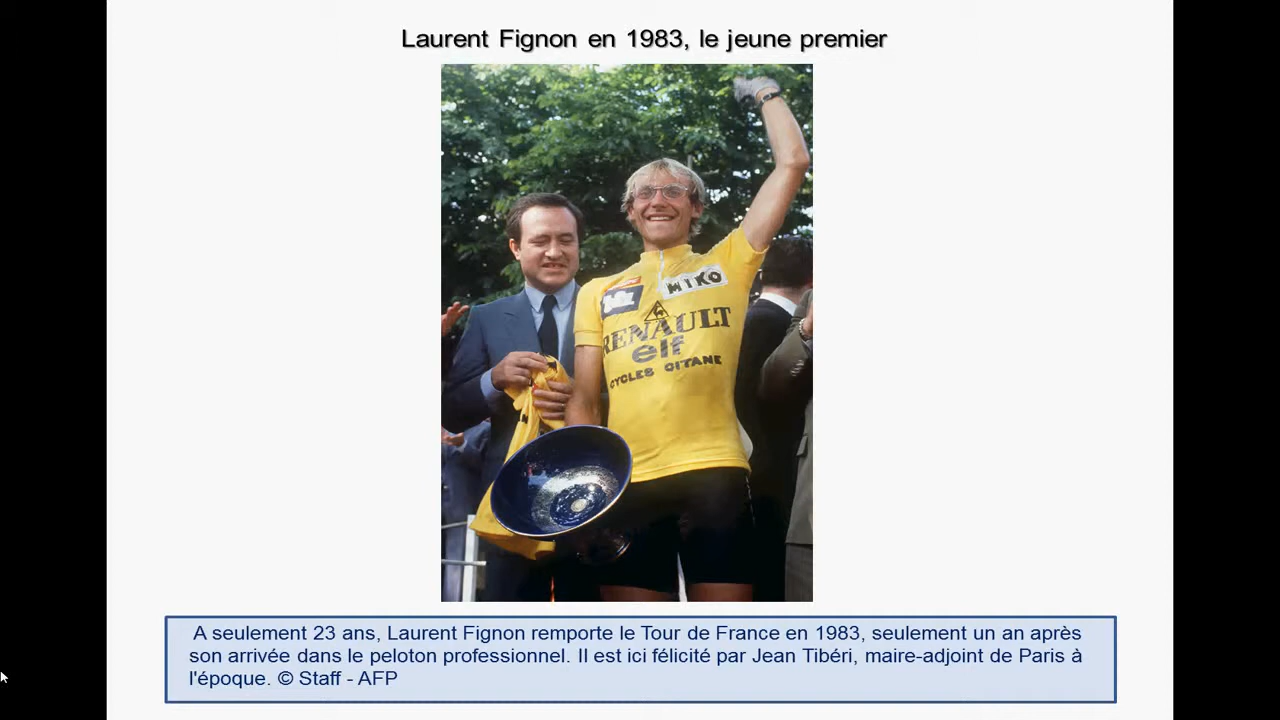 Laurent Fignon en 1983, le jeune premier
MIKO
RENAULT
elf
CYCLES GITANE
A seulement 23 ans, Laurent Fignon remporte le Tour de France en 1983, seulement un an après
son arrivée dans le peloton professionnel. Il est ici félicité par Jean Tibéri, maire-adjoint de Paris à
l'époque. © Staff - AFP